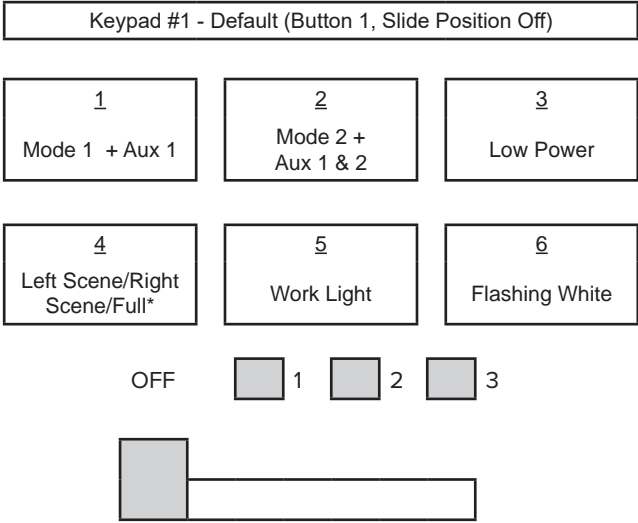 Keypad #1 - Default (Button 1, Slide Position Off)
1
Mode 1 + Aux 1
2
Mode 2 +
Aux 1 & 2
3
Low Power
4
Left Scene/Right
Scene/Full*
5
Work Light
6
Flashing White
OFF 1 2 3